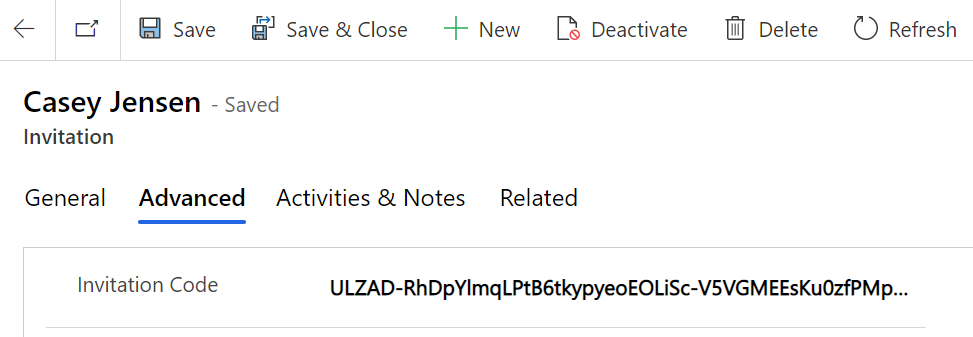 Save Save & Close New Deactivate Delete Refresh
Casey Jensen - Saved
Invitation
General Advanced Activities & Notes Related
Invitation Code ULZAD-RhDpYlmqLPtB6tkypyeoEOLiSc-V5VGMEEsKu0zfPMp...